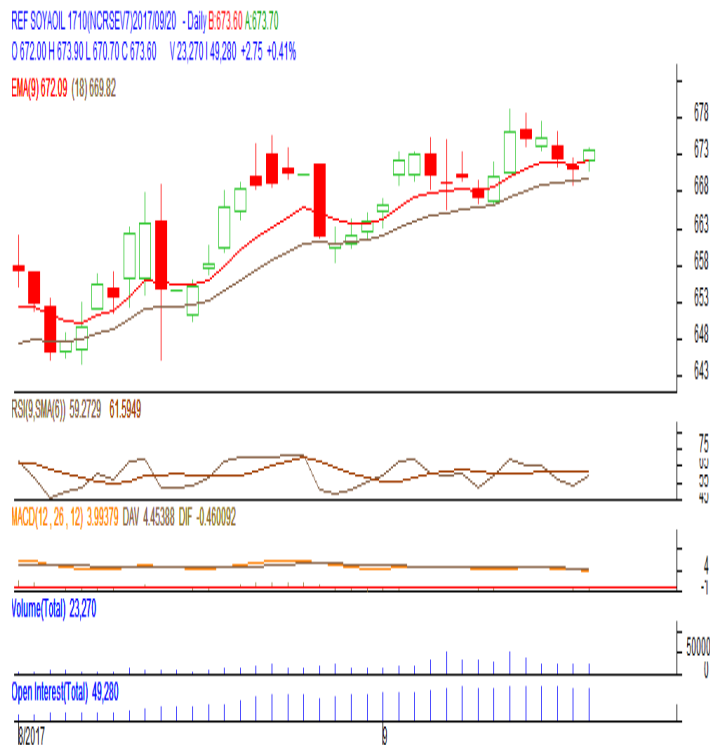 REF SOYAOIL 1710(NCRSEV7)2017/09/20 - Daily B:673.60 A:673.70
O 672.00 H 673.90 L 670.70 C 673.60 V 23,270 I 49,280 +2.75 +0.41%
EMA(9) 672.09 (18) 669.82
678
673
668
663
658
653
648
643
RSI(9,SMA(6)) 59.2729 61.5949
75
65
55
45
MACD(12 , 26 , 12) 3.99379 DAV 4.45388 DIF -0.460092
4
-1
Volume(Total) 23,270
50000
0
Open Interest(Total) 49,280
8/2017 9